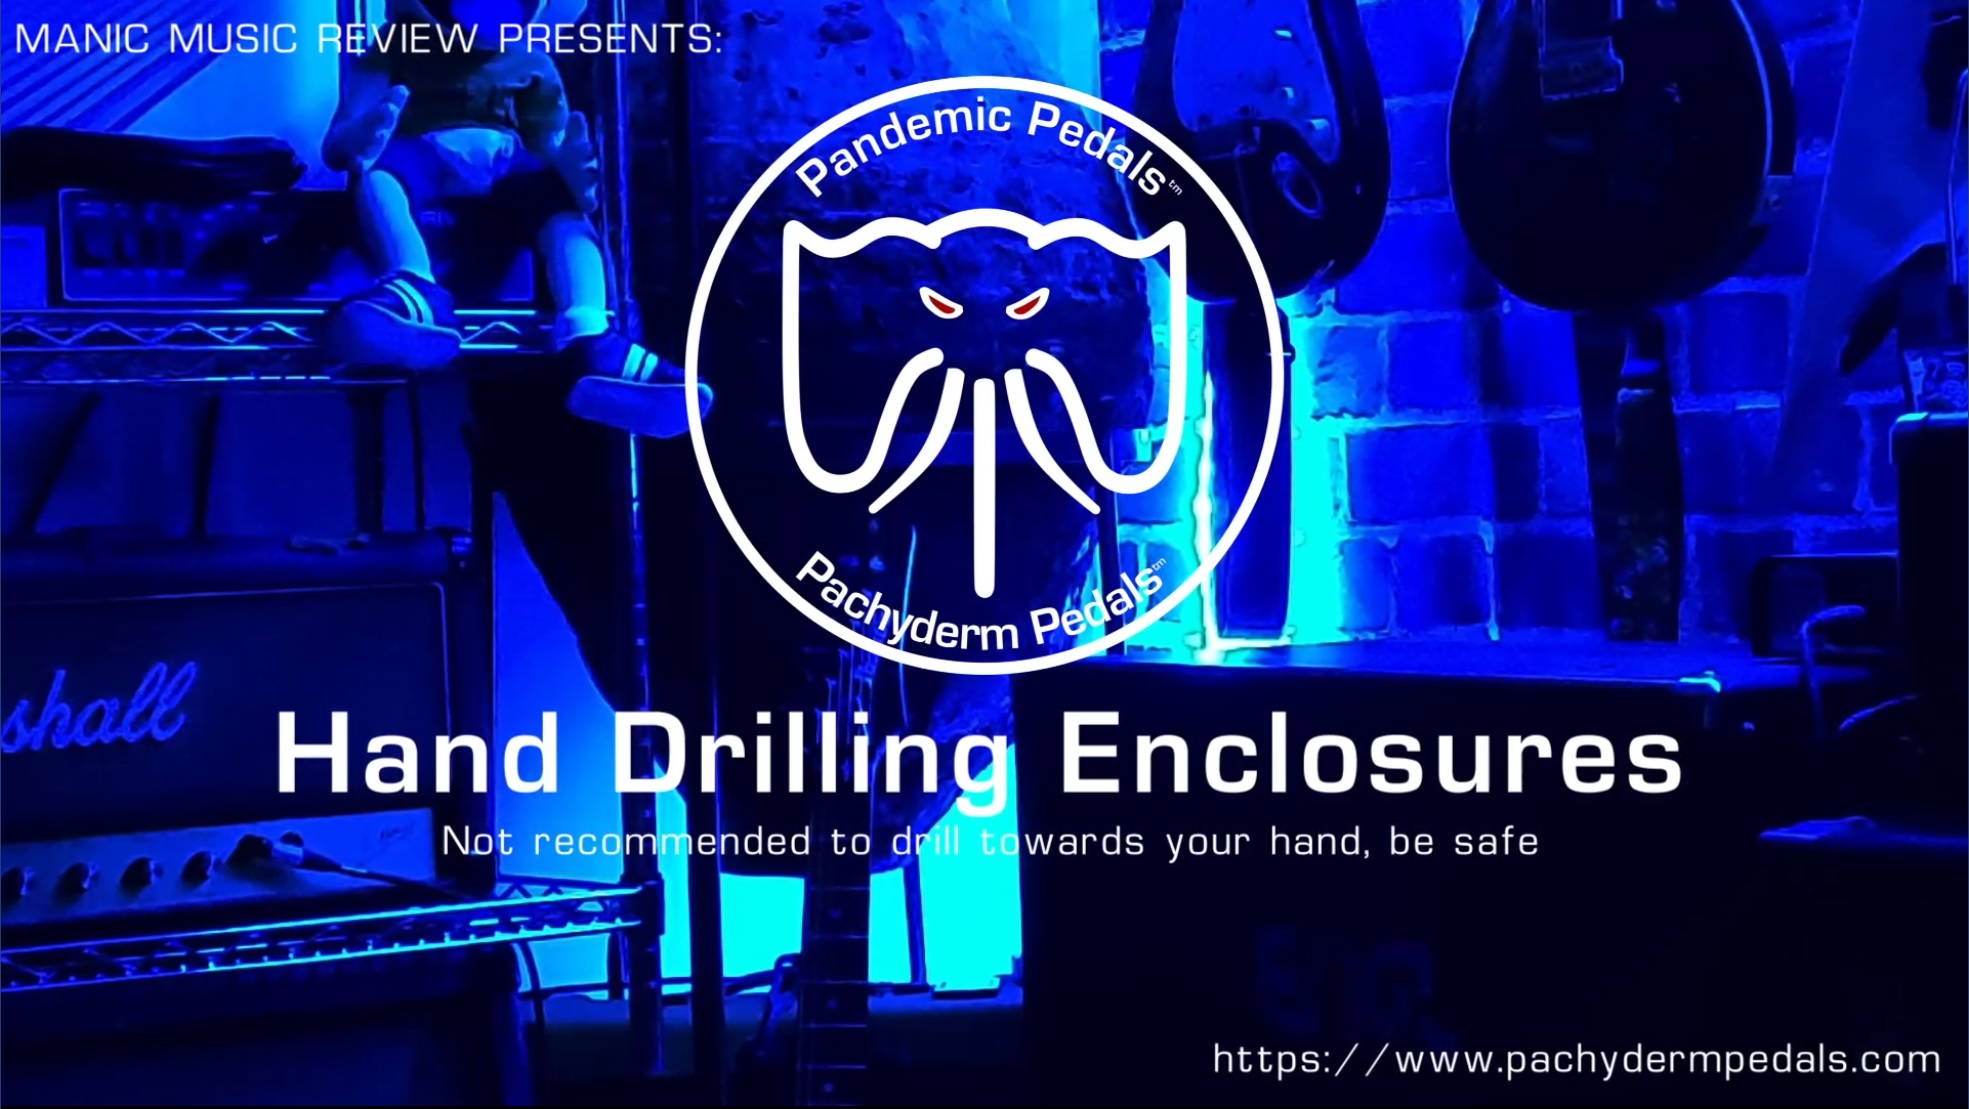 MANIC MUSIC REVIEW PRESENTS:
Pandemic Pedals™
Pachyderm Pedals™
shall
Hand Drilling Enclosures
Not recommended to drill towards your hand, be safe
https://www.pachydermpedals.com